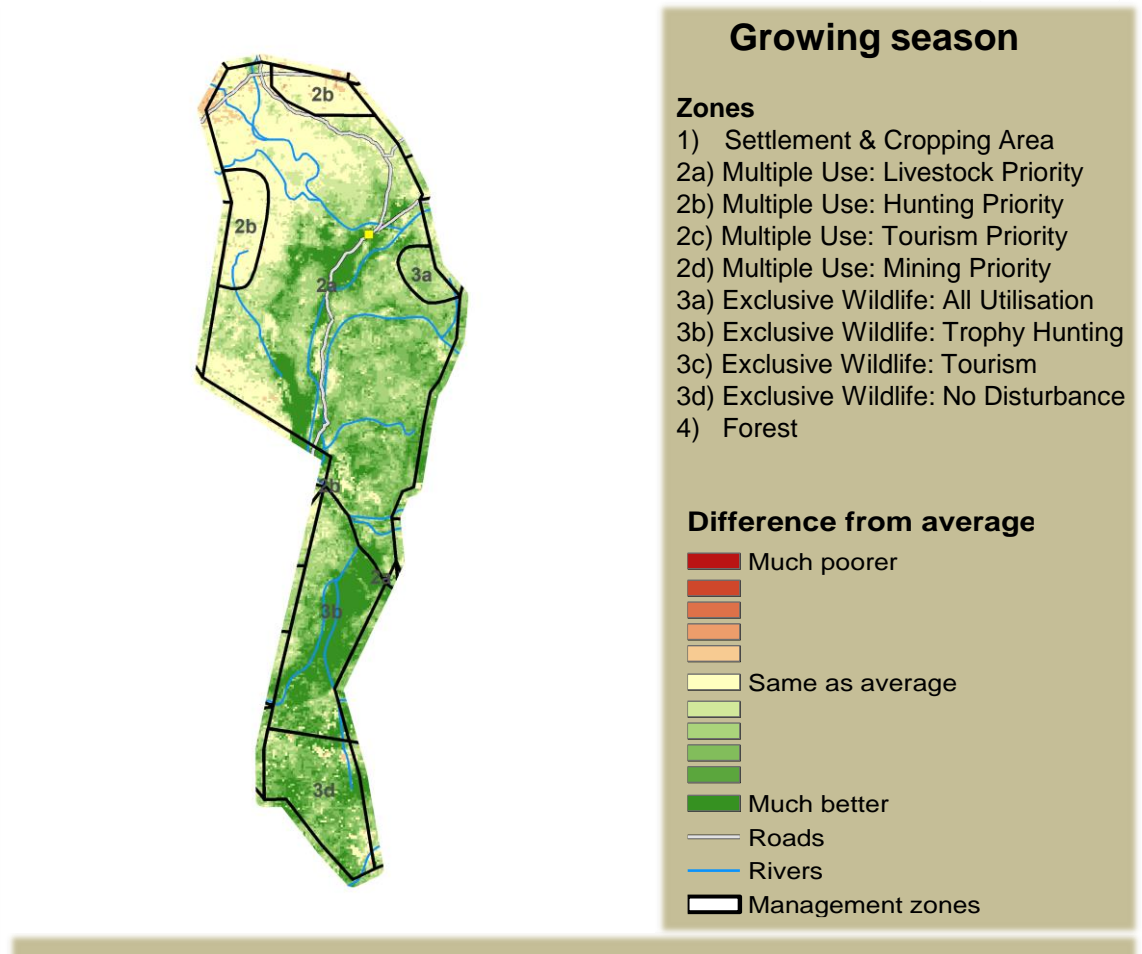 Growing season
Zones
1) Settlement & Cropping Area
2a) Multiple Use: Livestock Priority
2b) Multiple Use: Hunting Priority
2c) Multiple Use: Tourism Priority
2d) Multiple Use: Mining Priority
3a) Exclusive Wildlife: All Utilisation
3b) Exclusive Wildlife: Trophy Hunting
3c) Exclusive Wildlife: Tourism
3d) Exclusive Wildlife: No Disturbance
4) Forest
Difference from average
Much poorer
Same as average
Much better
Roads
Rivers
Management zones
2b
2b
3a
2a
2a
3b
3d